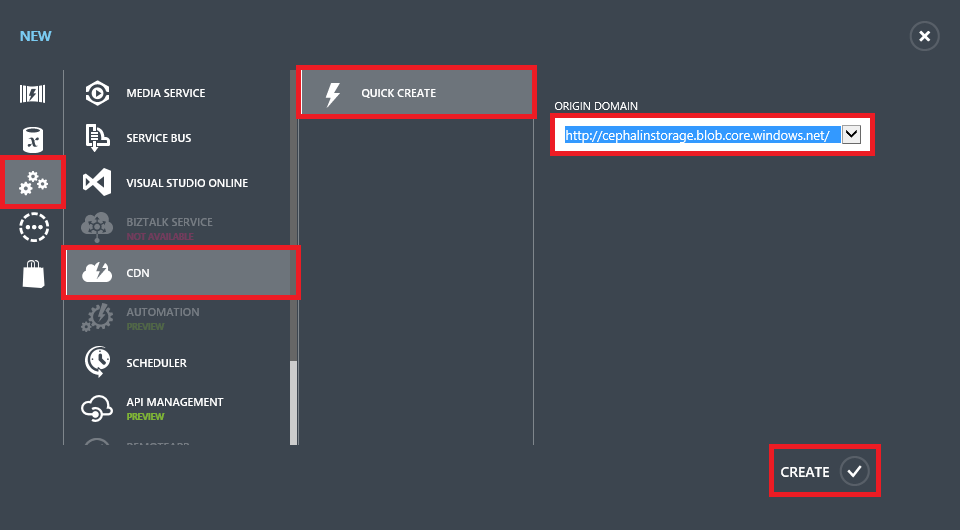 NEW
MEDIA SERVICE
SERVICE BUS
VISUAL STUDIO ONLINE
BIZTALK SERVICE
NOT AVAILABLE
CDN
AUTOMATION
PREVIEW
SCHEDULER
API MANAGEMENT
PREVIEW
QUICK CREATE
ORIGIN DOMAIN
http://cephalinstorage.blob.core.windows.net/
CREATE